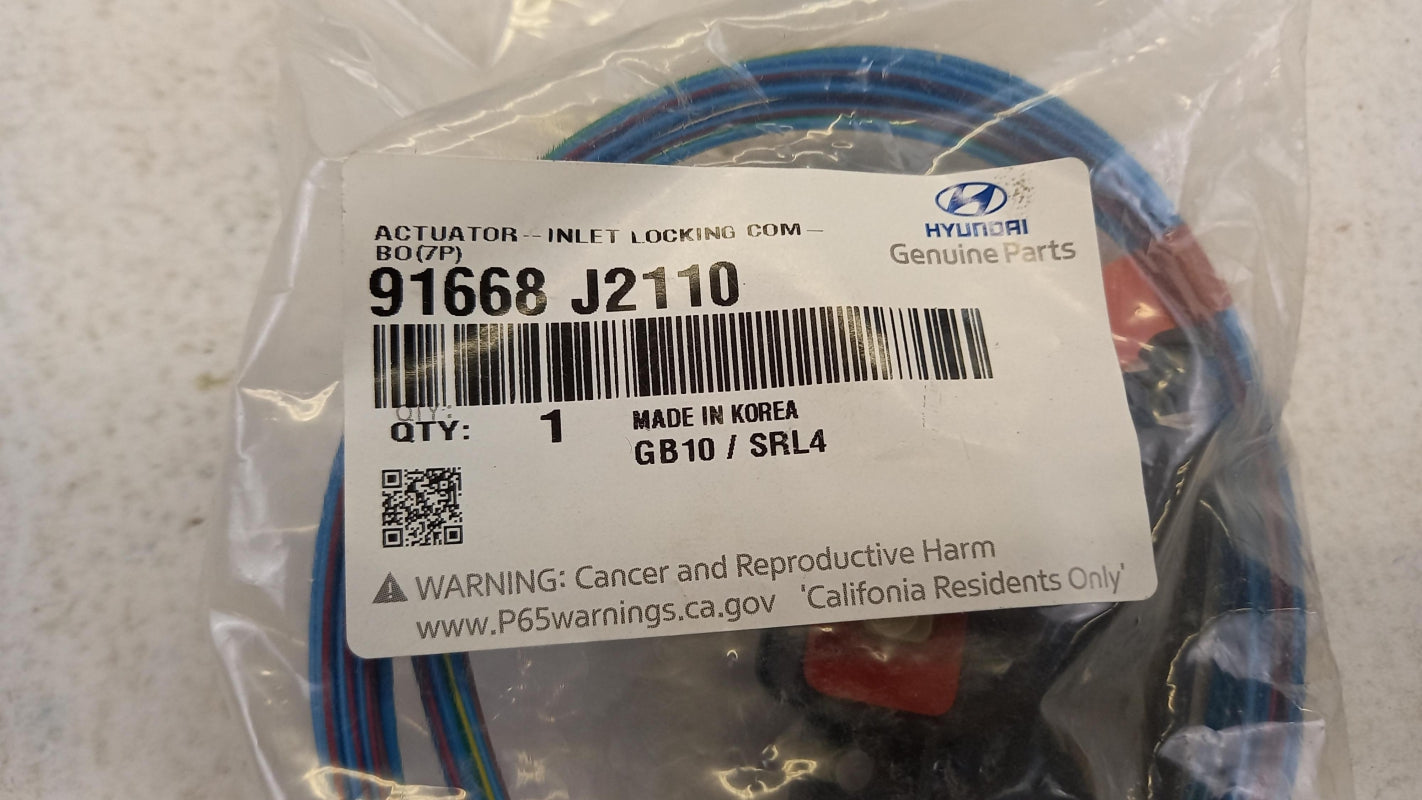 HYUNDAI
Genuine Parts
ACTUATOR--INLET LOCKING COM-
BO(7P)
91668 J2110
QTY:
QTY: 1
MADE IN KOREA
GB10 / SRL4
WARNING: Cancer and Reproductive Harm
www.P65warnings.ca.gov 'Califonia Residents Only'